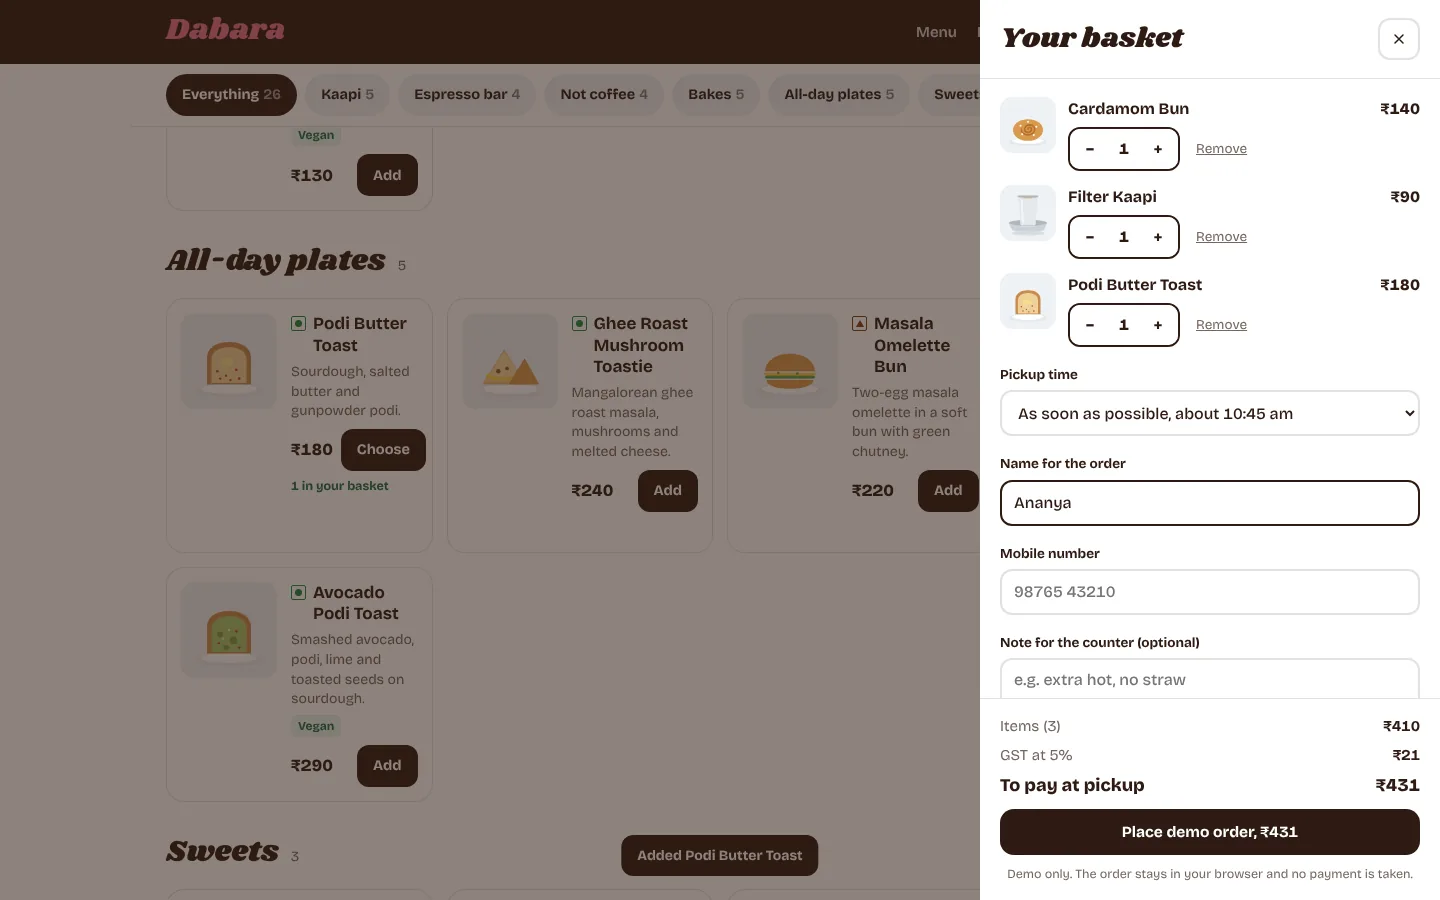 Dabara
Menu
Everything 26
Kaapi 5
Espresso bar 4
Not coffee 4
Bakes 5
All-day plates 5
Sweet
Vegan
₹130
Add
All-day plates 5
Podi Butter
Toast
Sourdough, salted
butter and
gunpowder podi.
₹180
Choose
1 in your basket
Ghee Roast
Mushroom
Toastie
Mangalorean ghee
roast masala,
mushrooms and
melted cheese.
₹240
Add
Masala
Omelette
Bun
Two-egg masala
omelette in a soft
bun with green
chutney.
₹220
Add
Avocado
Podi Toast
Smashed avocado,
podi, lime and
toasted seeds on
sourdough.
Vegan
₹290
Add
Sweets 3
Added Podi Butter Toast
Your basket
×
Cardamom Bun ₹140
− 1 + Remove
Filter Kaapi ₹90
− 1 + Remove
Podi Butter Toast ₹180
− 1 + Remove
Pickup time
As soon as possible, about 10:45 am
Name for the order
Ananya
Mobile number
98765 43210
Note for the counter (optional)
e.g. extra hot, no straw
Items (3) ₹410
GST at 5% ₹21
To pay at pickup ₹431
Place demo order, ₹431
Demo only. The order stays in your browser and no payment is taken.